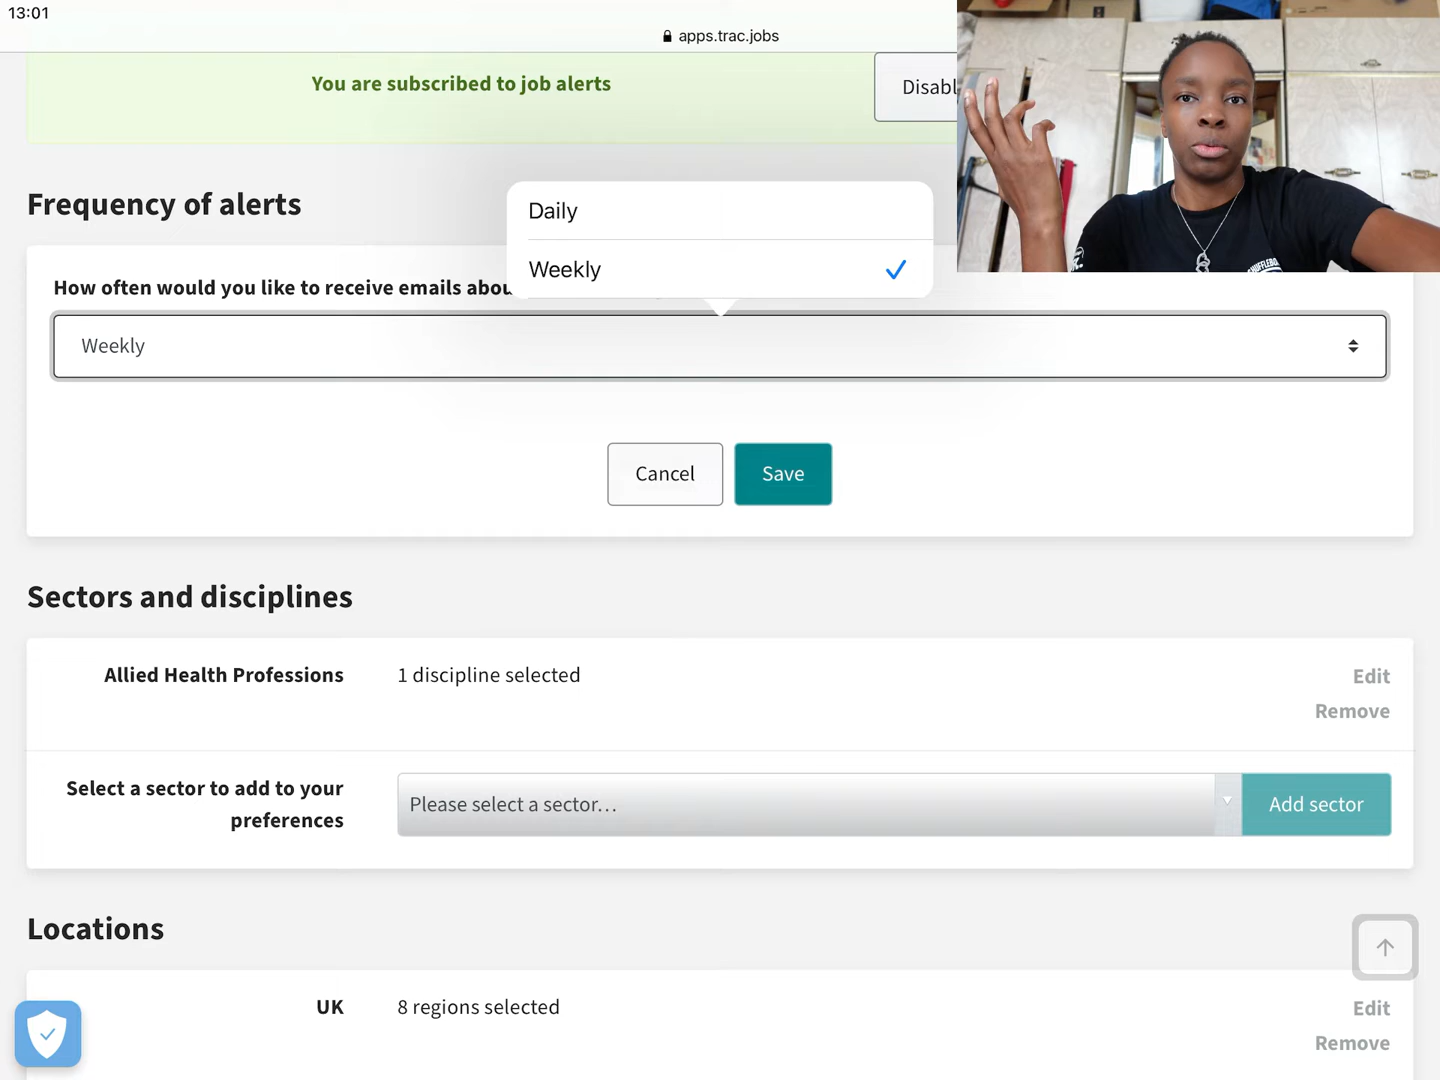 13:01
apps.trac.jobs
You are subscribed to job alerts
Disabl
Frequency of alerts
Daily
Weekly
How often would you like to receive emails abou
Weekly
Cancel
Save
Sectors and disciplines
Allied Health Professions
1 discipline selected
Edit
Remove
Select a sector to add to your
preferences
Please select a sector...
Add sector
Locations
UK
8 regions selected
Edit
Remove